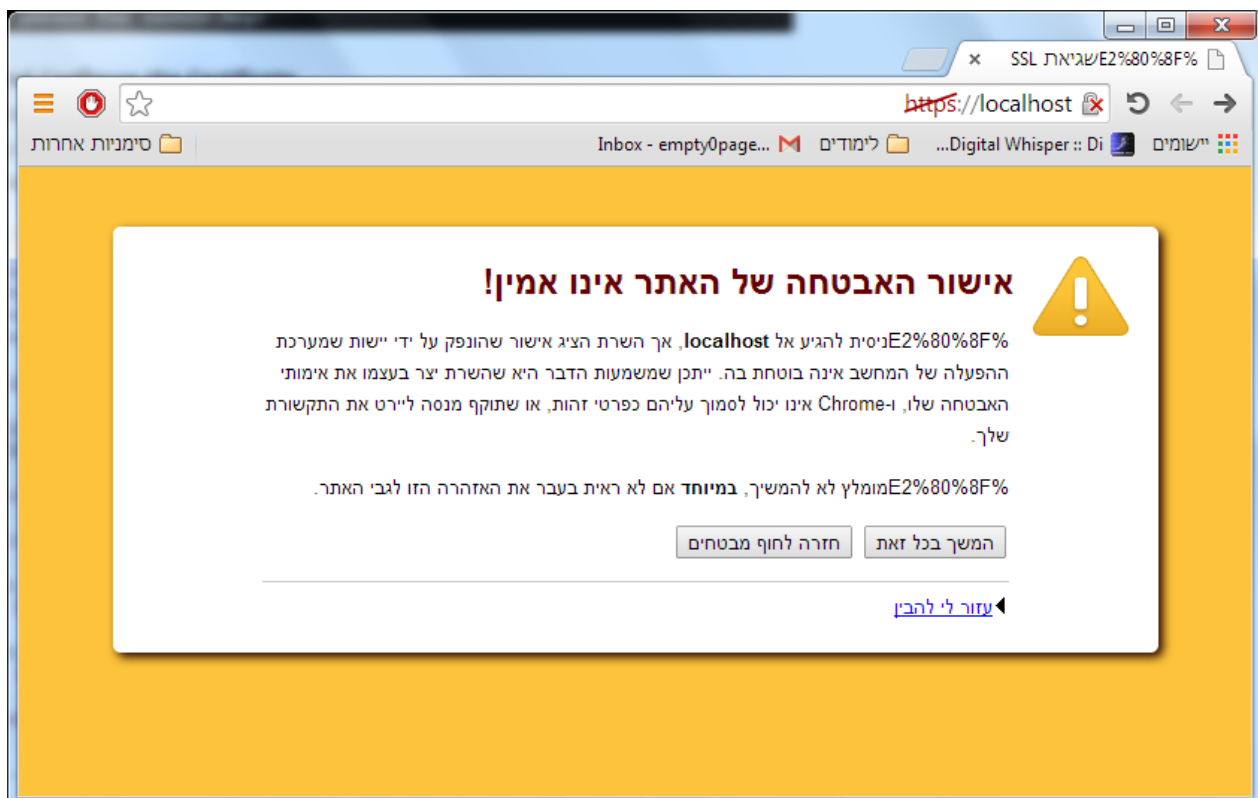 %E2%80%8Fשגיאת SSL
https://localhost
יישומים Digital Whisper :: Di... לימודים Inbox - empty0page... סימניות אחרות
אישור האבטחה של האתר אינו אמין!
%E2%80%8Fניסית להגיע אל localhost, אך השרת הציג אישור שהונפק על ידי יישות שמערכת
ההפעלה של המחשב אינה בוטחת בה. ייתכן שמשמעות הדבר היא שהשרת יצר בעצמו את אימותי
האבטחה שלו, ו-Chrome אינו יכול לסמוך עליהם כפרטי זהות, או שתוקף מנסה ליירט את התקשורת
שלך.
%E2%80%8Fמומלץ לא להמשיך, במיוחד אם לא ראית בעבר את האזהרה הזו לגבי האתר.
המשך בכל זאת חזרה לחוף מבטחים
עזור לי להבין